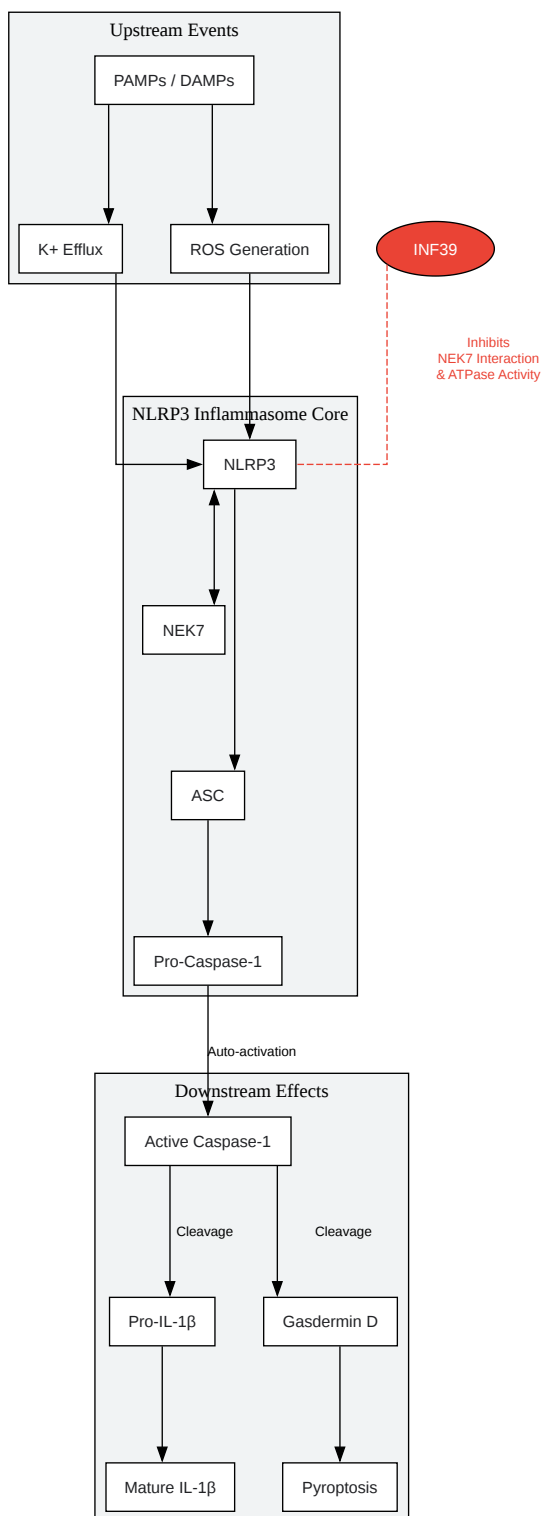 Upstream Events
PAMPs / DAMPs
K+ Efflux
ROS Generation
INF39
Inhibits
NEK7 Interaction
& ATPase Activity
NLRP3 Inflammasome Core
NLRP3
NEK7
ASC
Pro-Caspase-1
Auto-activation
Downstream Effects
Active Caspase-1
Cleavage
Cleavage
Pro-IL-1β
Gasdermin D
Mature IL-1β
Pyroptosis